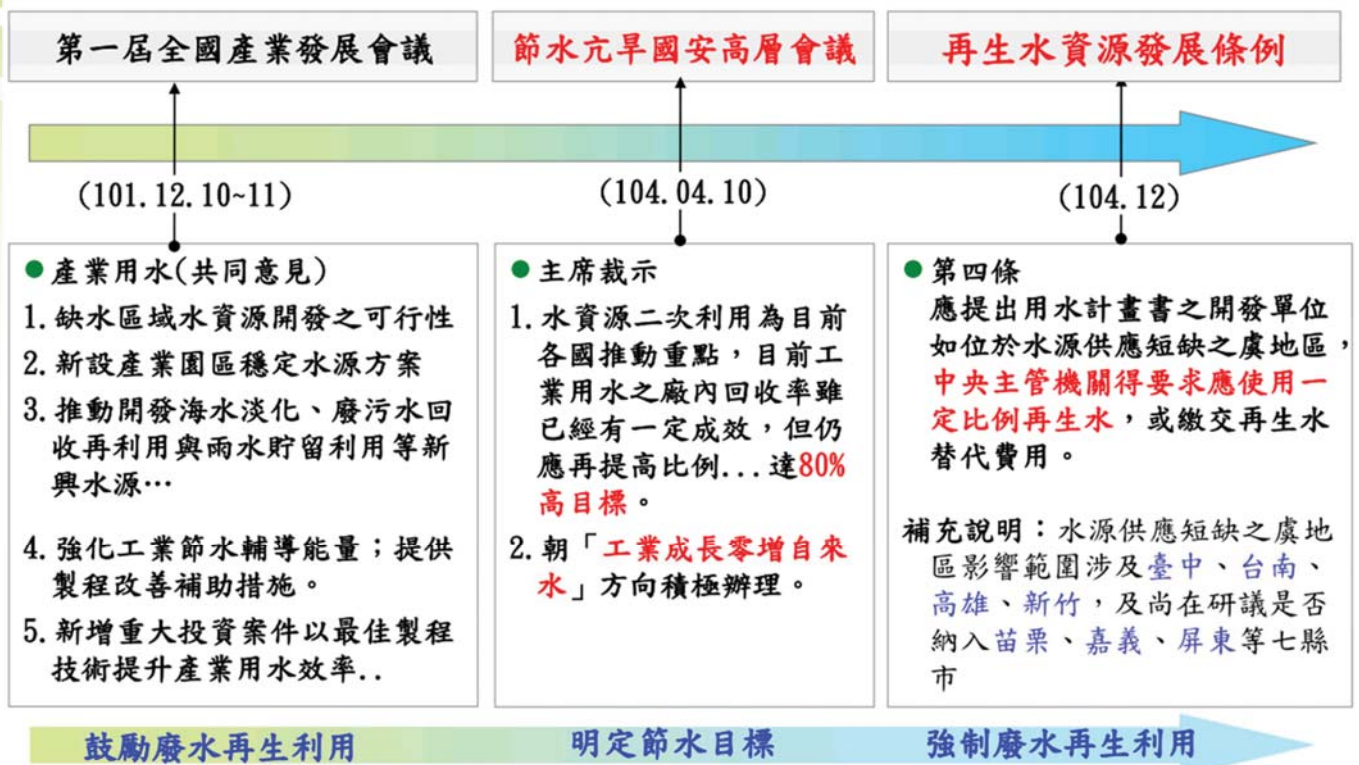 第一屆全國產業發展會議
節水亢旱國安高層會議
再生水資源發展條例
(101.12.10~11)
(104.04.10)
(104.12)
●產業用水(共同意見)
1.缺水區域水資源開發之可行性
2.新設產業園區穩定水源方案
3.推動開發海水淡化、廢污水回
收再利用與雨水貯留利用等新
興水源…
4.強化工業節水輔導能量；提供
製程改善補助措施。
5.新增重大投資案件以最佳製程
技術提升產業用水效率..
●主席裁示
1.水資源二次利用為目前
各國推動重點，目前工
業用水之廠內回收率雖
已經有一定成效，但仍
應再提高比例...達80%
高目標。
2.朝「工業成長零增自來
水」方向積極辦理。
●第四條
應提出用水計畫書之開發單位
如位於水源供應短缺之虞地區，
中央主管機關得要求應使用一
定比例再生水，或繳交再生水
替代費用。
補充說明：水源供應短缺之虞地
區影響範圍涉及臺中、台南、
高雄、新竹，及尚在研議是否
納入苗栗、嘉義、屏東等七縣
市
鼓勵廢水再生利用
明定節水目標
強制廢水再生利用